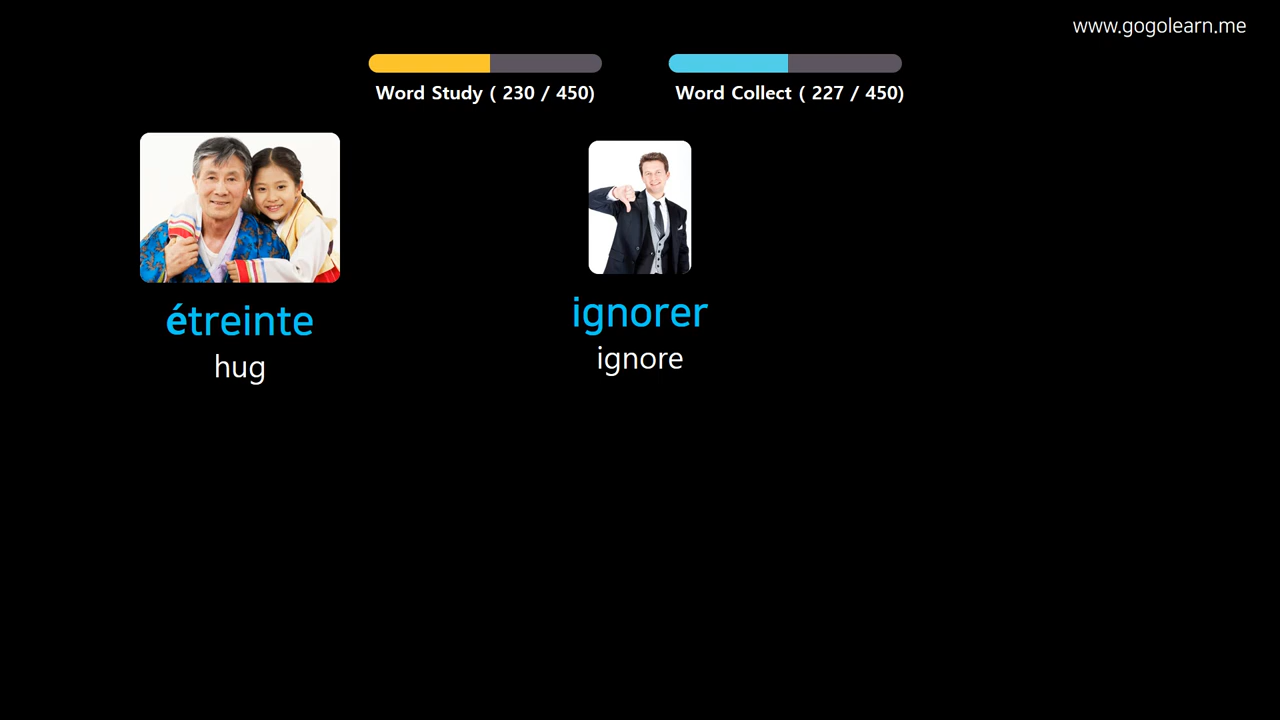 www.gogolearn.me
Word Study ( 230 / 450)
Word Collect ( 227 / 450)
étreinte
hug
ignorer
ignore